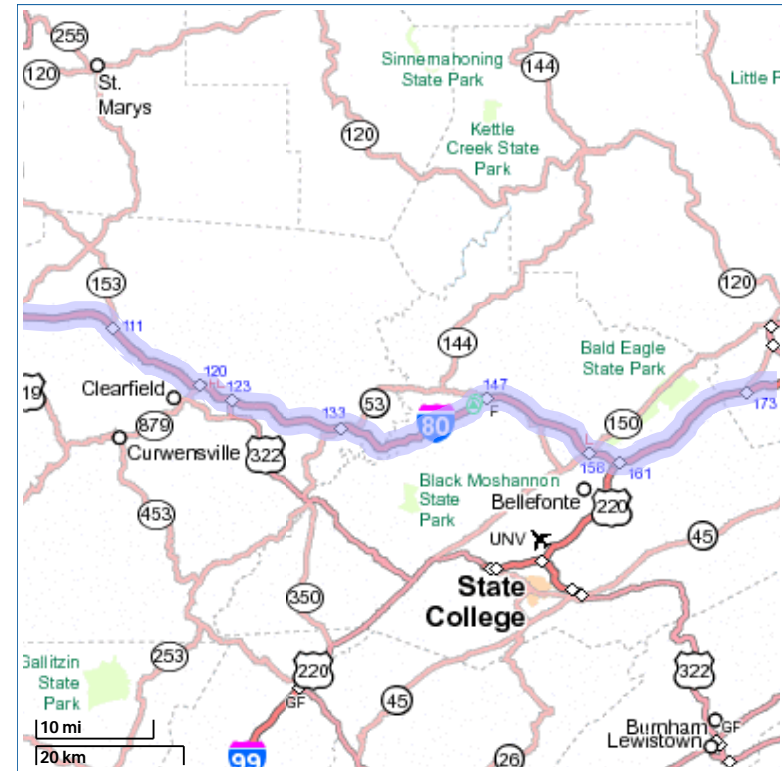 255
120
St.
Marys
Sinnemahoning
State Park
144
Little F
120
Kettle
Creek State
Park
153
120
111
144
Bald Eagle
State Park
120
123
147
19
Clearfield
53
173
133
80
F
150
879
Curwensville
322
158
161
Black Moshannon
State
Park
Bellefonte
220
453
UNV
45
State
College
350
Gallitzin
State
Park
253
220
322
GF
45
10 mi
20 km
99
26
Burnham
GF
Lewistown